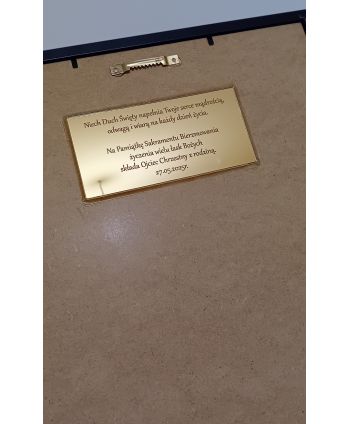 Niech Duch Święty napełnia Twoje serce mądrością,
odwagą i wiarą na każdy dzień życia.
Na Pamiątkę Sakramentu Bierzmowania
życzenia wielu łask Bożych
składa Ojciec Chrzestny z rodziną.
27.05.2025r.